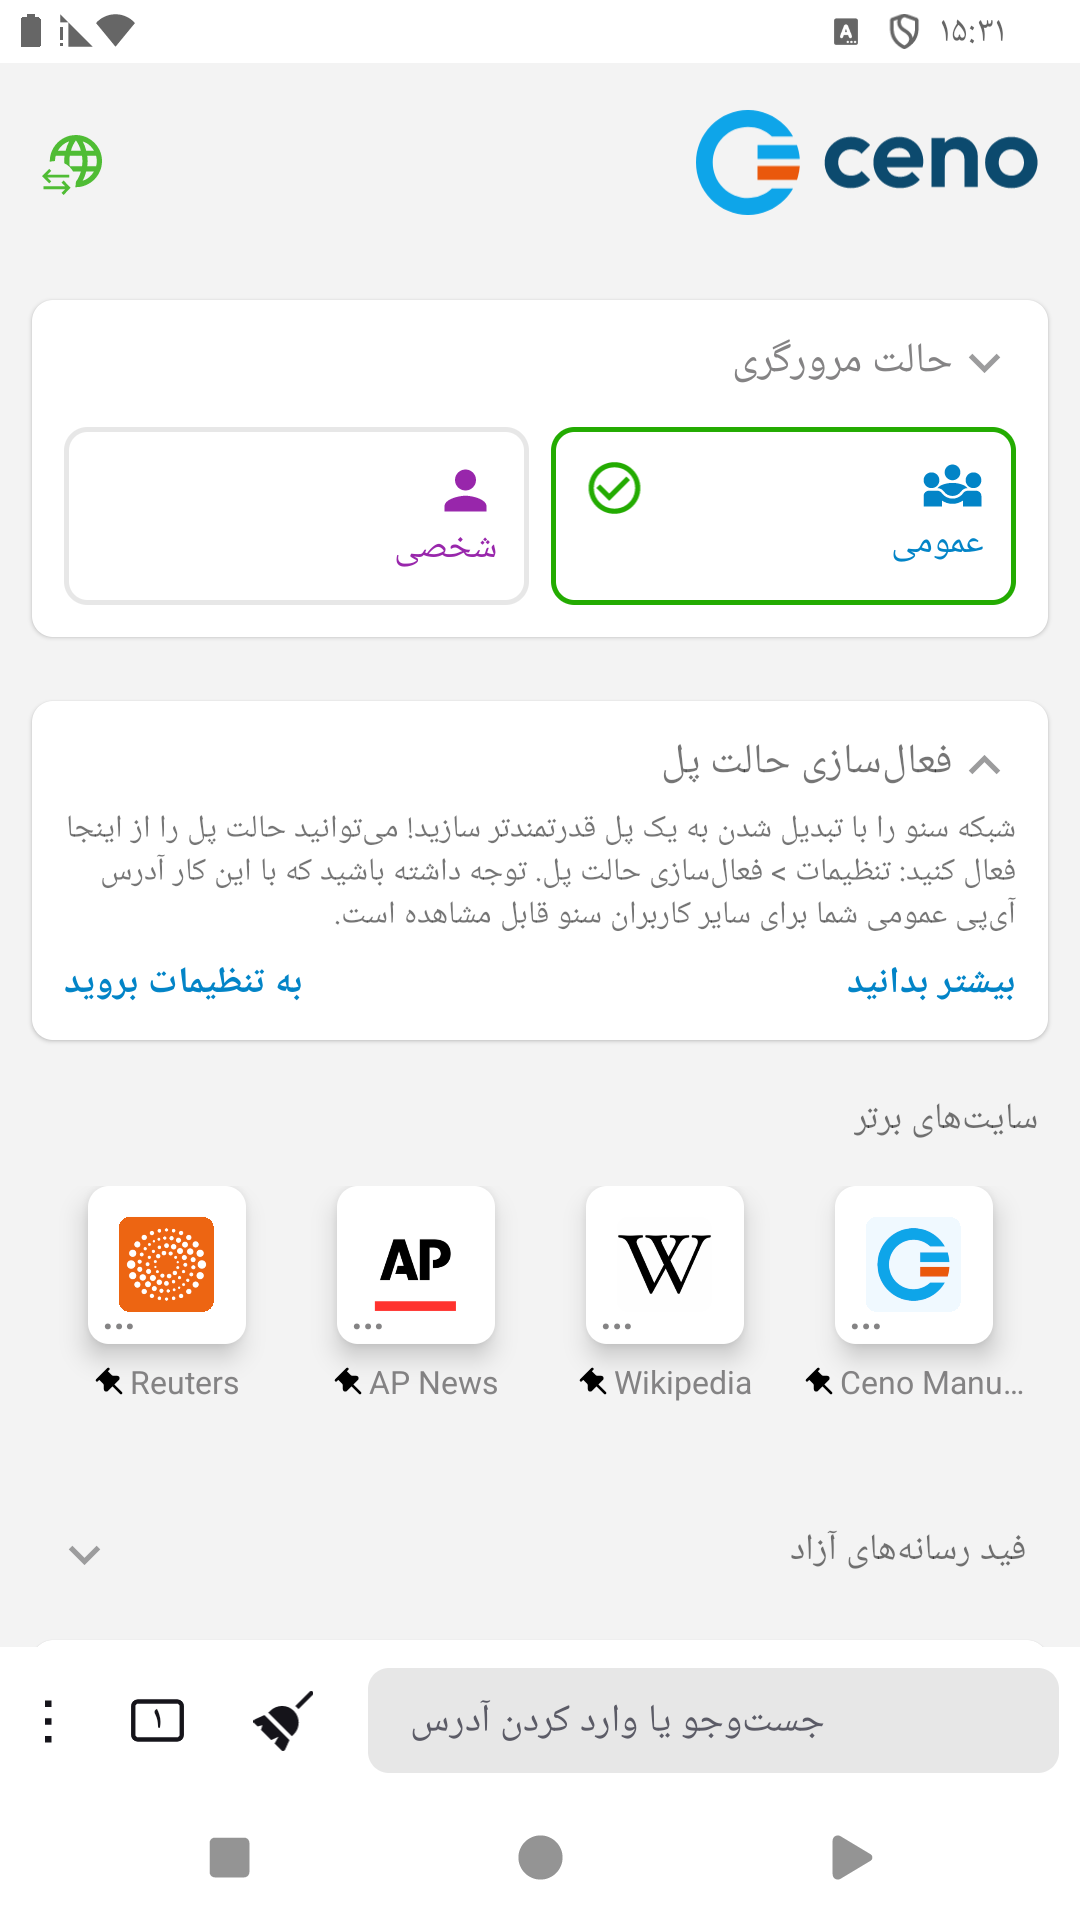 ۱۵:۳۱
ceno
حالت مرورگری
عمومی
شخصی
فعال‌سازی حالت پل
شبکه سنو را با تبدیل شدن به یک پل قدرتمندتر سازید! می‌توانید حالت پل را از اینجا
فعال کنید: تنظیمات > فعال‌سازی حالت پل. توجه داشته باشید که با این کار آدرس
آی‌پی عمومی شما برای سایر کاربران سنو قابل مشاهده است.
بیشتر بدانید
به تنظیمات بروید
سایت‌های برتر
AP
W
Reuters
AP News
Wikipedia
Ceno Manu...
فید رسانه‌های آزاد
۱
جست‌وجو یا وارد کردن آدرس